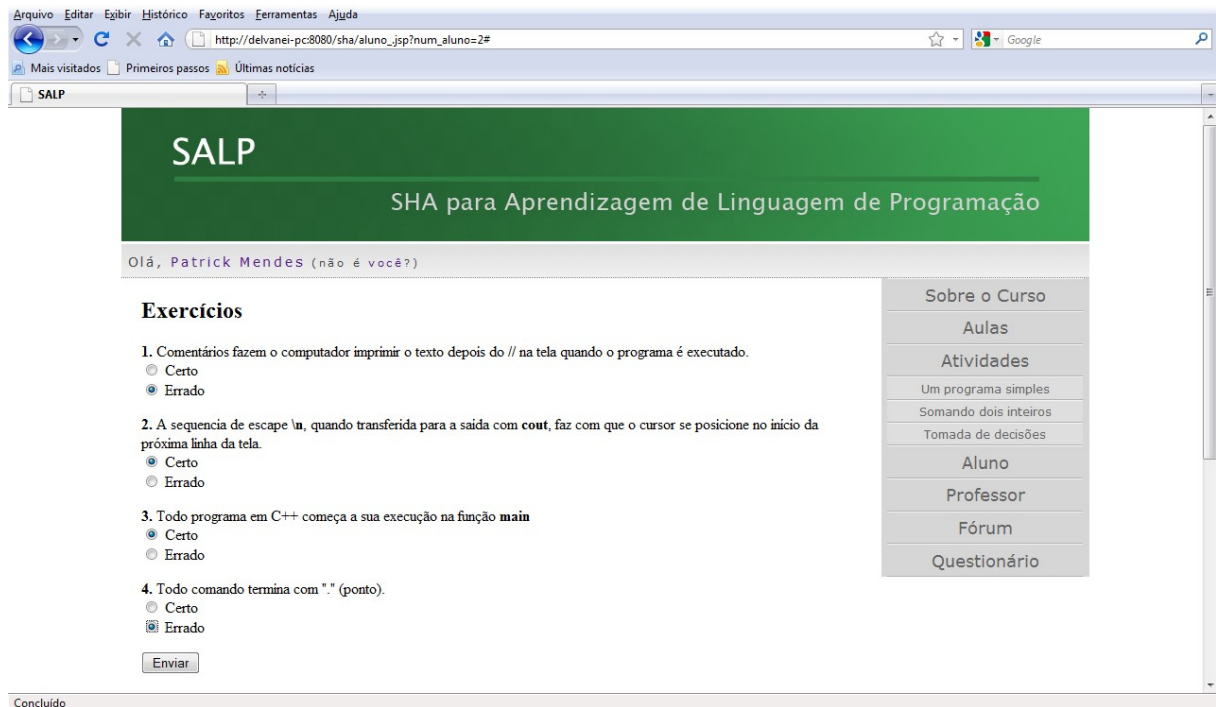 Arquivo Editar Exibir Histórico Favoritos Ferramentas Ajuda
http://delvanei-pc:8080/sha/aluno_.jsp?num_aluno=2#
Google
Mais visitados Primeiros passos Últimas notícias
SALP
SALP
SHA para Aprendizagem de Linguagem de Programação
Olá, Patrick Mendes (não é você?)
Exercícios
1. Comentários fazem o computador imprimir o texto depois do // na tela quando o programa é executado.
Certo
Errado
2. A sequencia de escape \n, quando transferida para a saida com cout, faz com que o cursor se posicione no inicio da
próxima linha da tela.
Certo
Errado
3. Todo programa em C++ começa a sua execução na função main
Certo
Errado
4. Todo comando termina com "." (ponto).
Certo
Errado
Enviar
Sobre o Curso
Aulas
Atividades
Um programa simples
Somando dois inteiros
Tomada de decisões
Aluno
Professor
Fórum
Questionário
Concluído